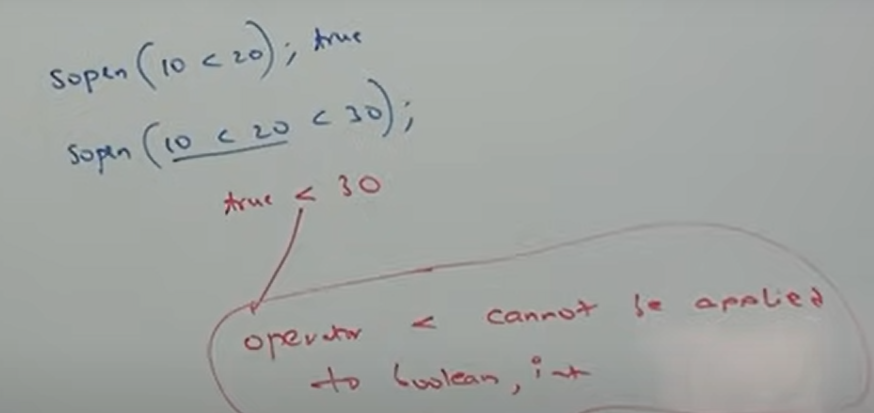 Sopln(10 < 20); true
Sopln(10 < 20 < 30);
true < 30
operator < cannot be applied
to boolean, int